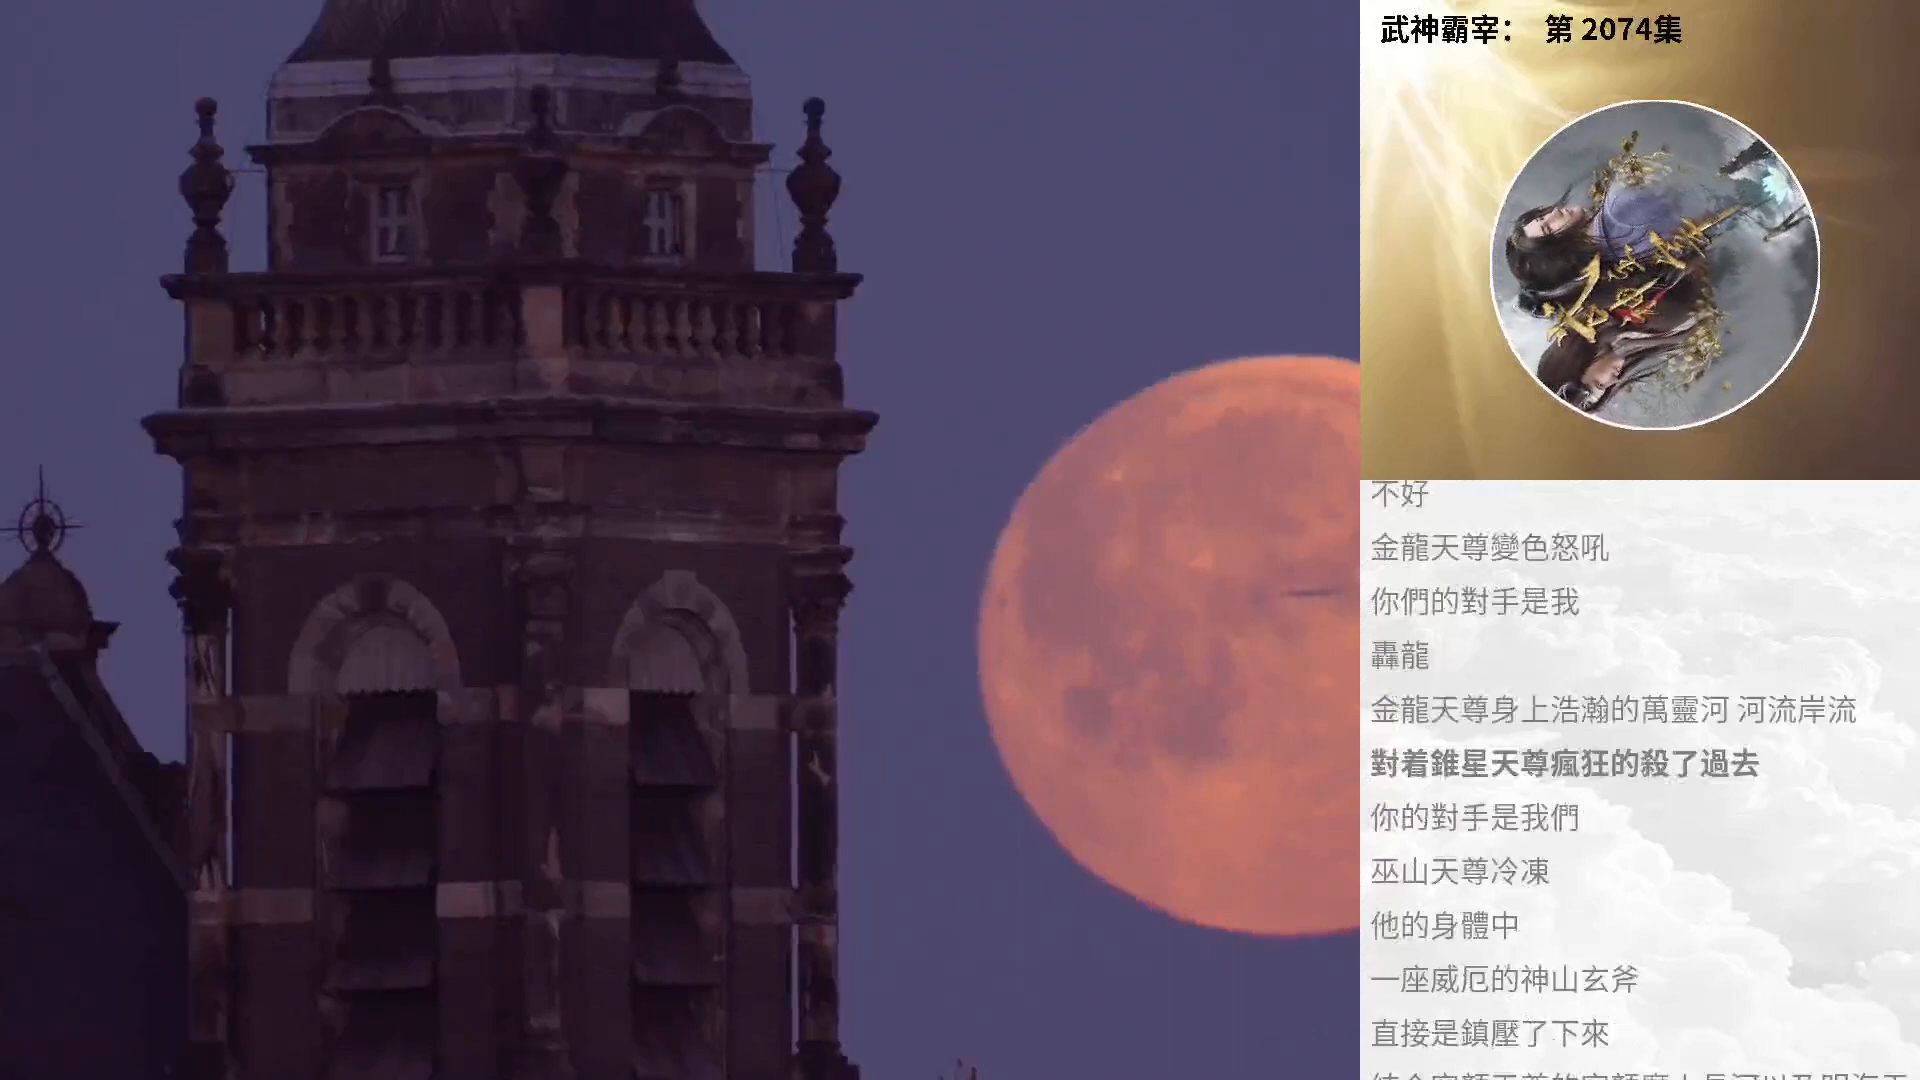 武神霸宰： 第 2074集
不好
金龍天尊變色怒吼
你們的對手是我
轟龍
金龍天尊身上浩瀚的萬靈河 河流岸流
對着錐星天尊瘋狂的殺了過去
你的對手是我們
巫山天尊冷凍
他的身體中
一座威厄的神山玄斧
直接是鎮壓了下來